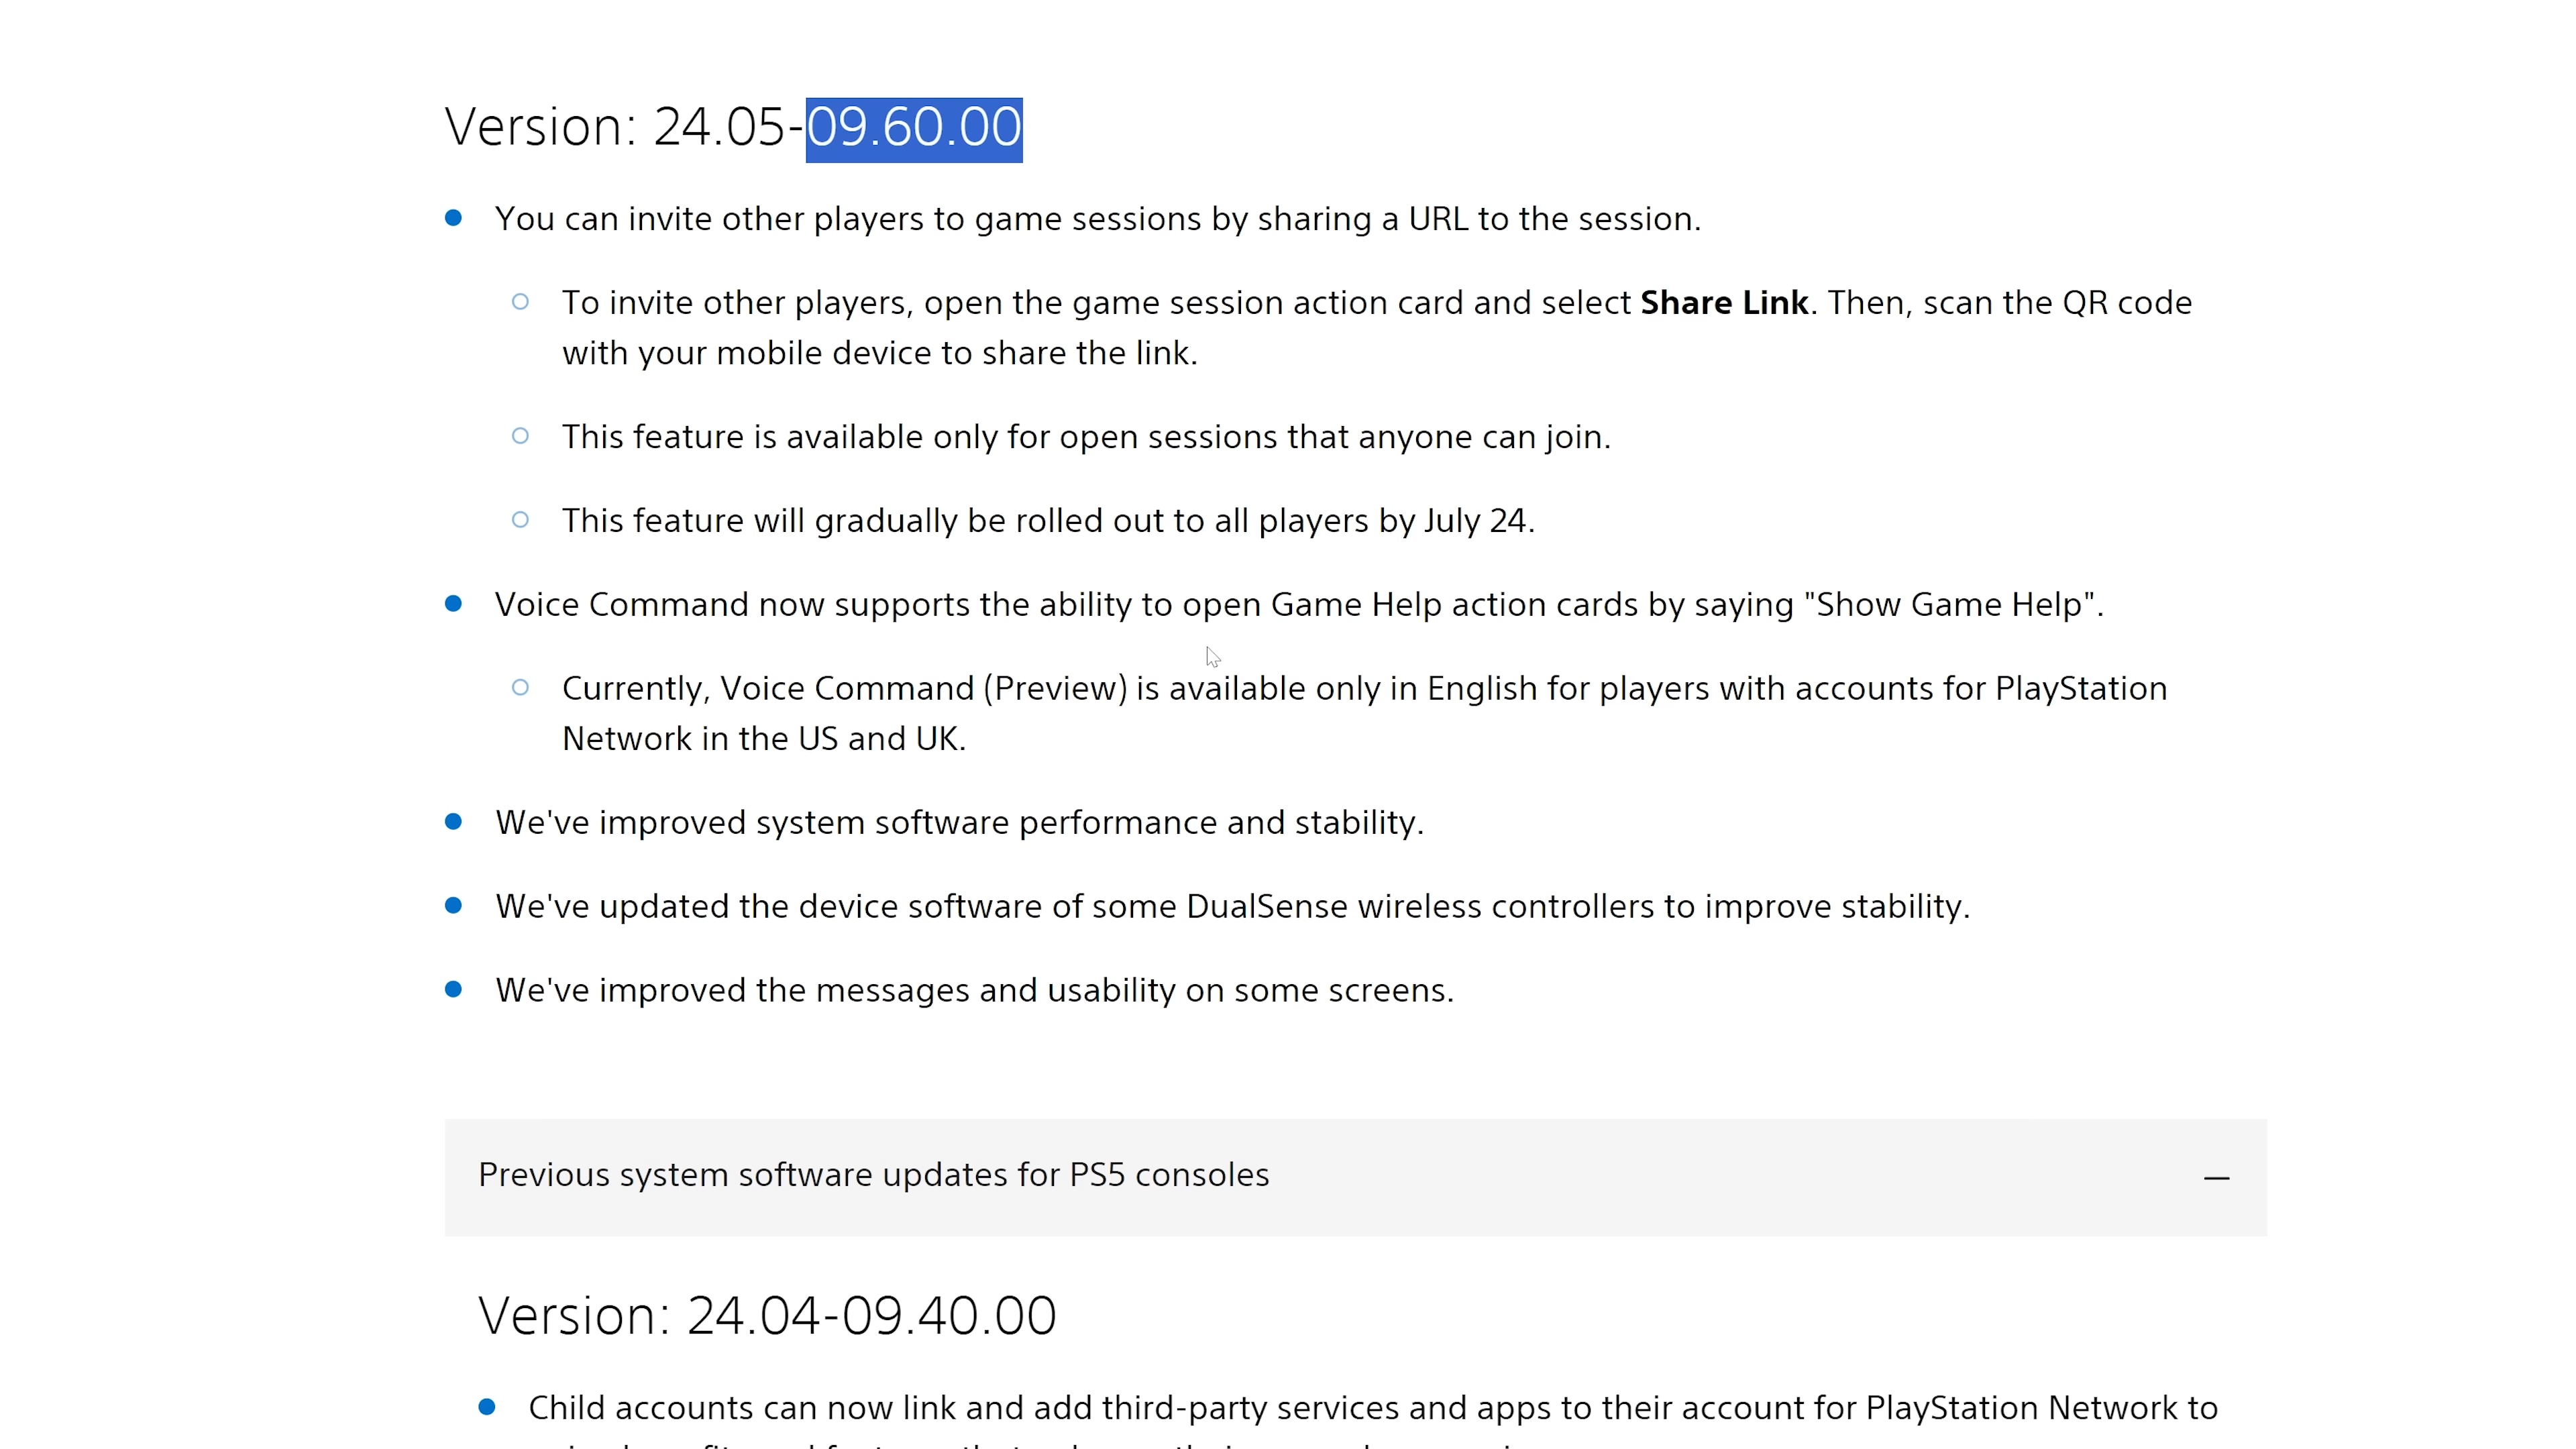 Version: 24.05-09.60.00
You can invite other players to game sessions by sharing a URL to the session.
To invite other players, open the game session action card and select Share Link. Then, scan the QR code
with your mobile device to share the link.
This feature is available only for open sessions that anyone can join.
This feature will gradually be rolled out to all players by July 24.
Voice Command now supports the ability to open Game Help action cards by saying "Show Game Help".
Currently, Voice Command (Preview) is available only in English for players with accounts for PlayStation
Network in the US and UK.
We've improved system software performance and stability.
We've updated the device software of some DualSense wireless controllers to improve stability.
We've improved the messages and usability on some screens.
Previous system software updates for PS5 consoles
Version: 24.04-09.40.00
Child accounts can now link and add third-party services and apps to their account for PlayStation Network to